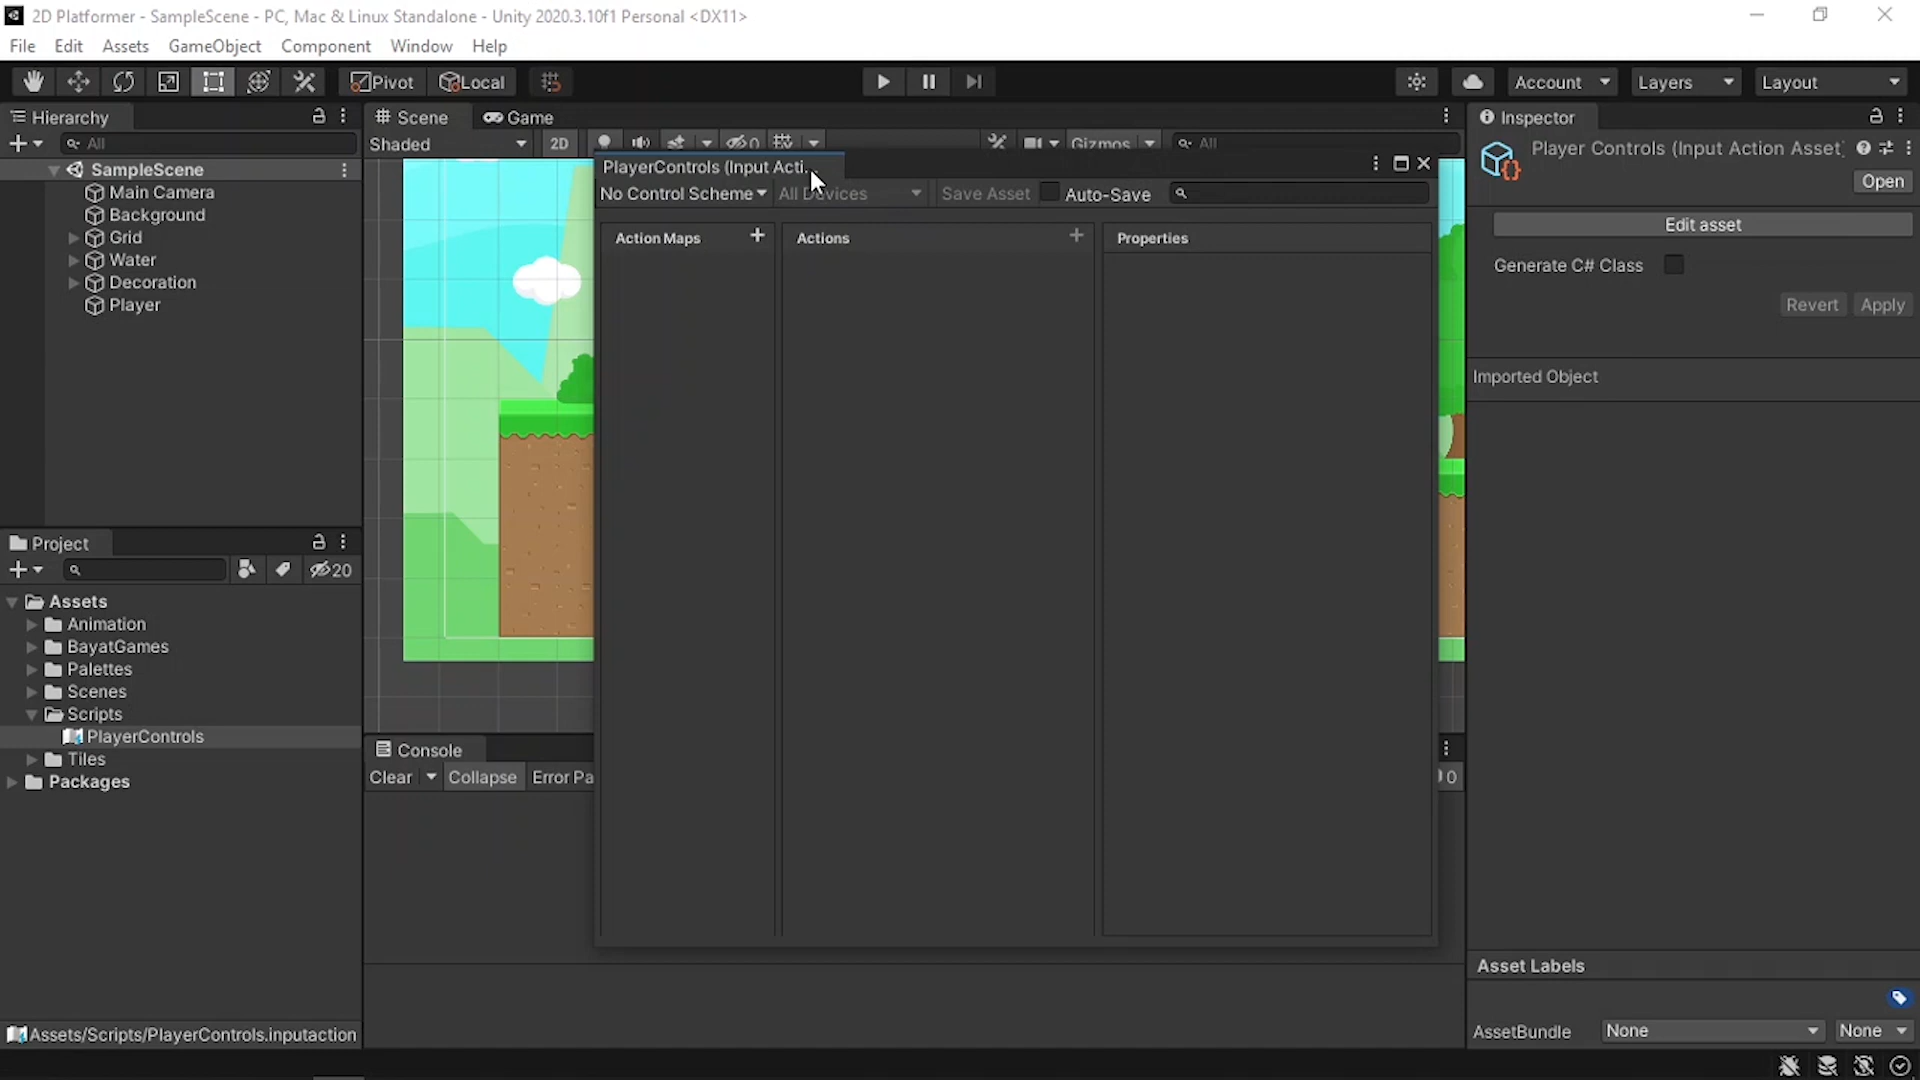 2D Platformer - SampleScene - PC, Mac & Linux Standalone - Unity 2020.3.10f1 Personal <DX11>
File Edit Assets GameObject Component Window Help
Pivot Local Account Layers Layout
Hierarchy
All
SampleScene
Main Camera
Background
Grid
Water
Decoration
Player
Scene Game
Shaded 2D 0 Gizmos All
PlayerControls (Input Acti...
No Control Scheme All Devices Save Asset Auto-Save
Action Maps + Actions + Properties
Inspector
Player Controls (Input Action Asset)
Open
Edit asset
Generate C# Class
Revert Apply
Imported Object
Project
20
Assets
Animation
BayatGames
Palettes
Scenes
Scripts
PlayerControls
Tiles
Packages
Assets/Scripts/PlayerControls.inputaction
Console
Clear Collapse Error Pa
0
Asset Labels
AssetBundle None None